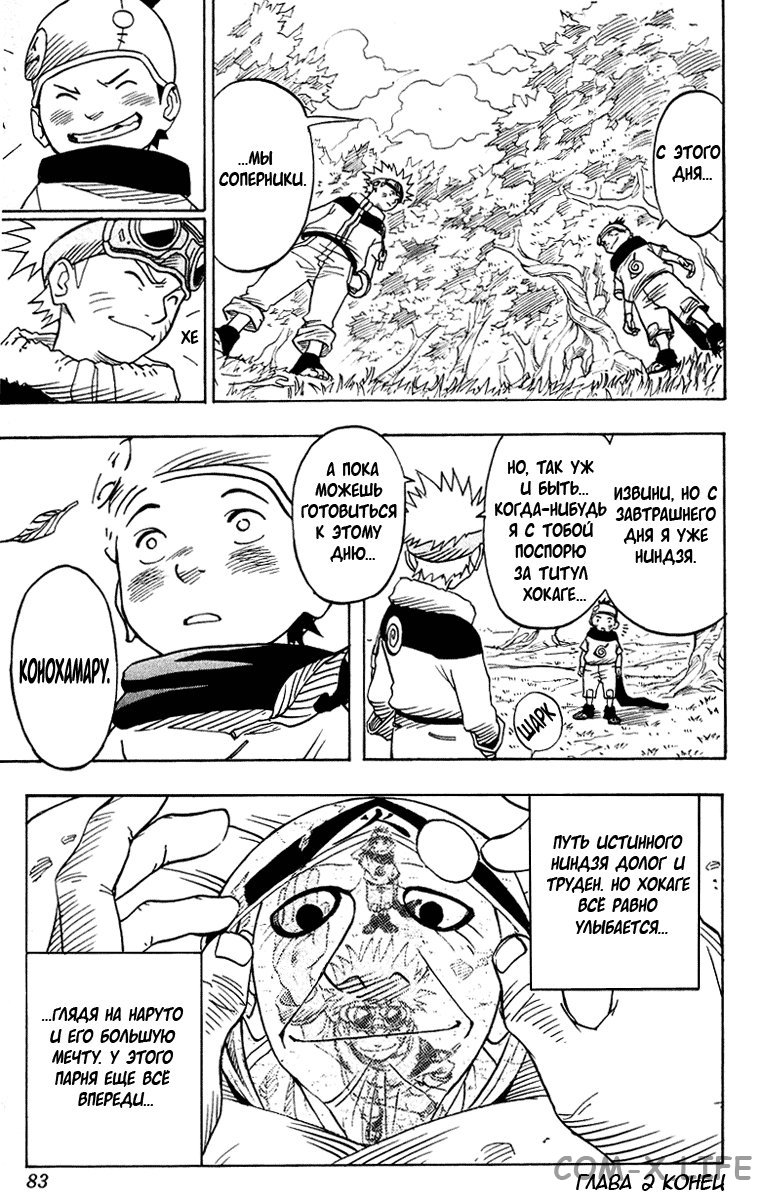 С ЭТОГО
ДНЯ...
...МЫ
СОПЕРНИКИ.
ХЕ
ИЗВИНИ, НО С
ЗАВТРАШНЕГО
ДНЯ Я УЖЕ
НИНДЗЯ.
НО, ТАК УЖ
И БЫТЬ...
КОГДА-НИБУДЬ
Я С ТОБОЙ
ПОСПОРЮ
ЗА ТИТУЛ
ХОКАГЕ...
ШАРК
А ПОКА
МОЖЕШЬ
ГОТОВИТЬСЯ
К ЭТОМУ
ДНЮ...
КОНОХАМАРУ.
火
ПУТЬ ИСТИННОГО
НИНДЗЯ ДОЛОГ И
ТРУДЕН. НО ХОКАГЕ
ВСЁ РАВНО
УЛЫБАЕТСЯ...
...ГЛЯДЯ НА НАРУТО
И ЕГО БОЛЬШУЮ
МЕЧТУ. У ЭТОГО
ПАРНЯ ЕЩЕ ВСЁ
ВПЕРЕДИ...
83
COM-X.LIFE
ГЛАВА 2 КОНЕЦ